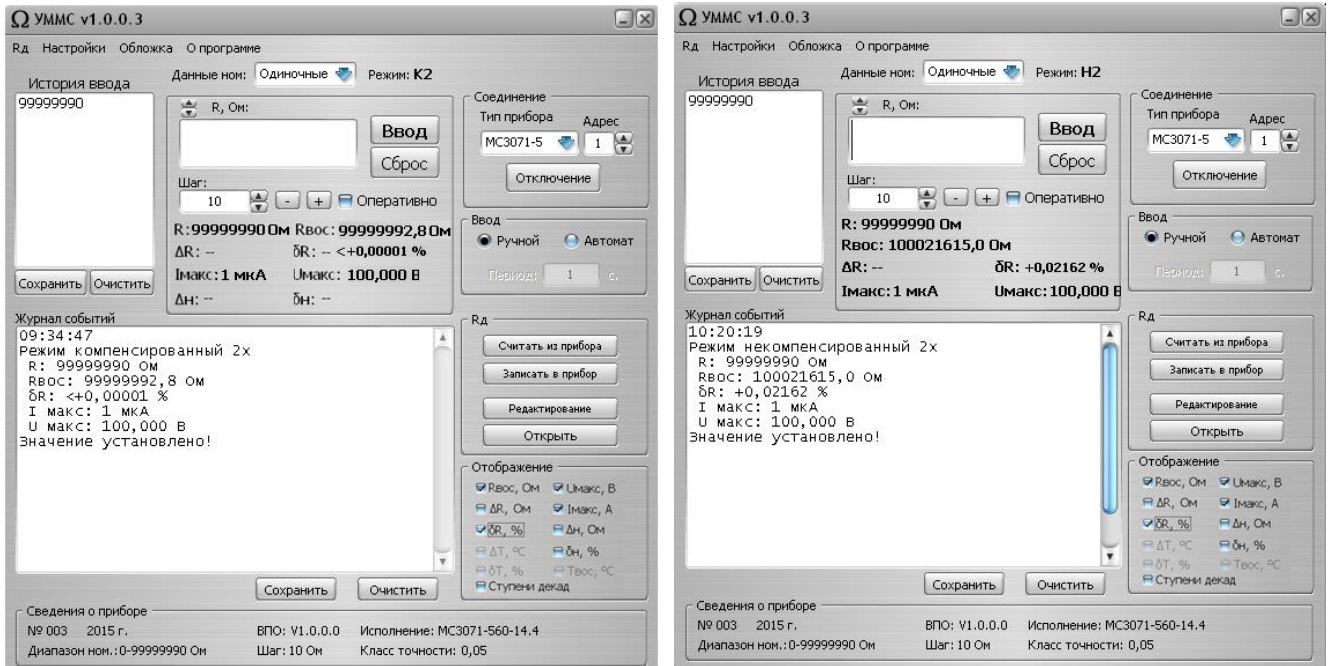 Ω УММС v1.0.0.3
Rд Настройки Обложка О программе
История ввода
Данные ном: Одиночные Режим: К2
99999990
R, Ом:
Ввод
Сброс
Шаг:
10 - + Оперативно
R: 99999990 Ом Rвос: 99999992,8 Ом
ΔR: -- δR: -- <+0,00001 %
Iмакс: 1 мкА Uмакс: 100,000 В
Δн: -- δн: --
Сохранить Очистить
Соединение
Тип прибора Адрес
МС3071-5 1
Отключение
Ввод
Ручной Автомат
Период: 1 с.
Журнал событий
09:34:47
Режим компенсированный 2х
R: 99999990 Ом
Rвос: 99999992,8 Ом
δR: <+0,00001 %
I макс: 1 мкА
U макс: 100,000 В
Значение установлено!
Rд
Считать из прибора
Записать в прибор
Редактирование
Открыть
Отображение
Rвос, Ом Uмакс, В
ΔR, Ом Iмакс, А
δR, % Δн, Ом
ΔТ, ºС δн, %
δТ, % Твос, ºС
Ступени декад
Сохранить Очистить
Сведения о приборе
№ 003 2015 г. ВПО: V1.0.0.0 Исполнение: МС3071-560-14.4
Диапазон ном.: 0-99999990 Ом Шаг: 10 Ом Класс точности: 0,05
Ω УММС v1.0.0.3
Rд Настройки Обложка О программе
История ввода
Данные ном: Одиночные Режим: Н2
99999990
R, Ом:
Ввод
Сброс
Шаг:
10 - + Оперативно
R: 99999990 Ом
Rвос: 100021615,0 Ом
ΔR: -- δR: +0,02162 %
Iмакс: 1 мкА Uмакс: 100,000 В
Сохранить Очистить
Соединение
Тип прибора Адрес
МС3071-5 1
Отключение
Ввод
Ручной Автомат
Период: 1 с.
Журнал событий
10:20:19
Режим некомпенсированный 2х
R: 99999990 Ом
Rвос: 100021615,0 Ом
δR: +0,02162 %
I макс: 1 мкА
U макс: 100,000 В
Значение установлено!
Rд
Считать из прибора
Записать в прибор
Редактирование
Открыть
Отображение
Rвос, Ом Uмакс, В
ΔR, Ом Iмакс, А
δR, % Δн, Ом
ΔТ, ºС δн, %
δТ, % Твос, ºС
Ступени декад
Сохранить Очистить
Сведения о приборе
№ 003 2015 г. ВПО: V1.0.0.0 Исполнение: МС3071-560-14.4
Диапазон ном.: 0-99999990 Ом Шаг: 10 Ом Класс точности: 0,05